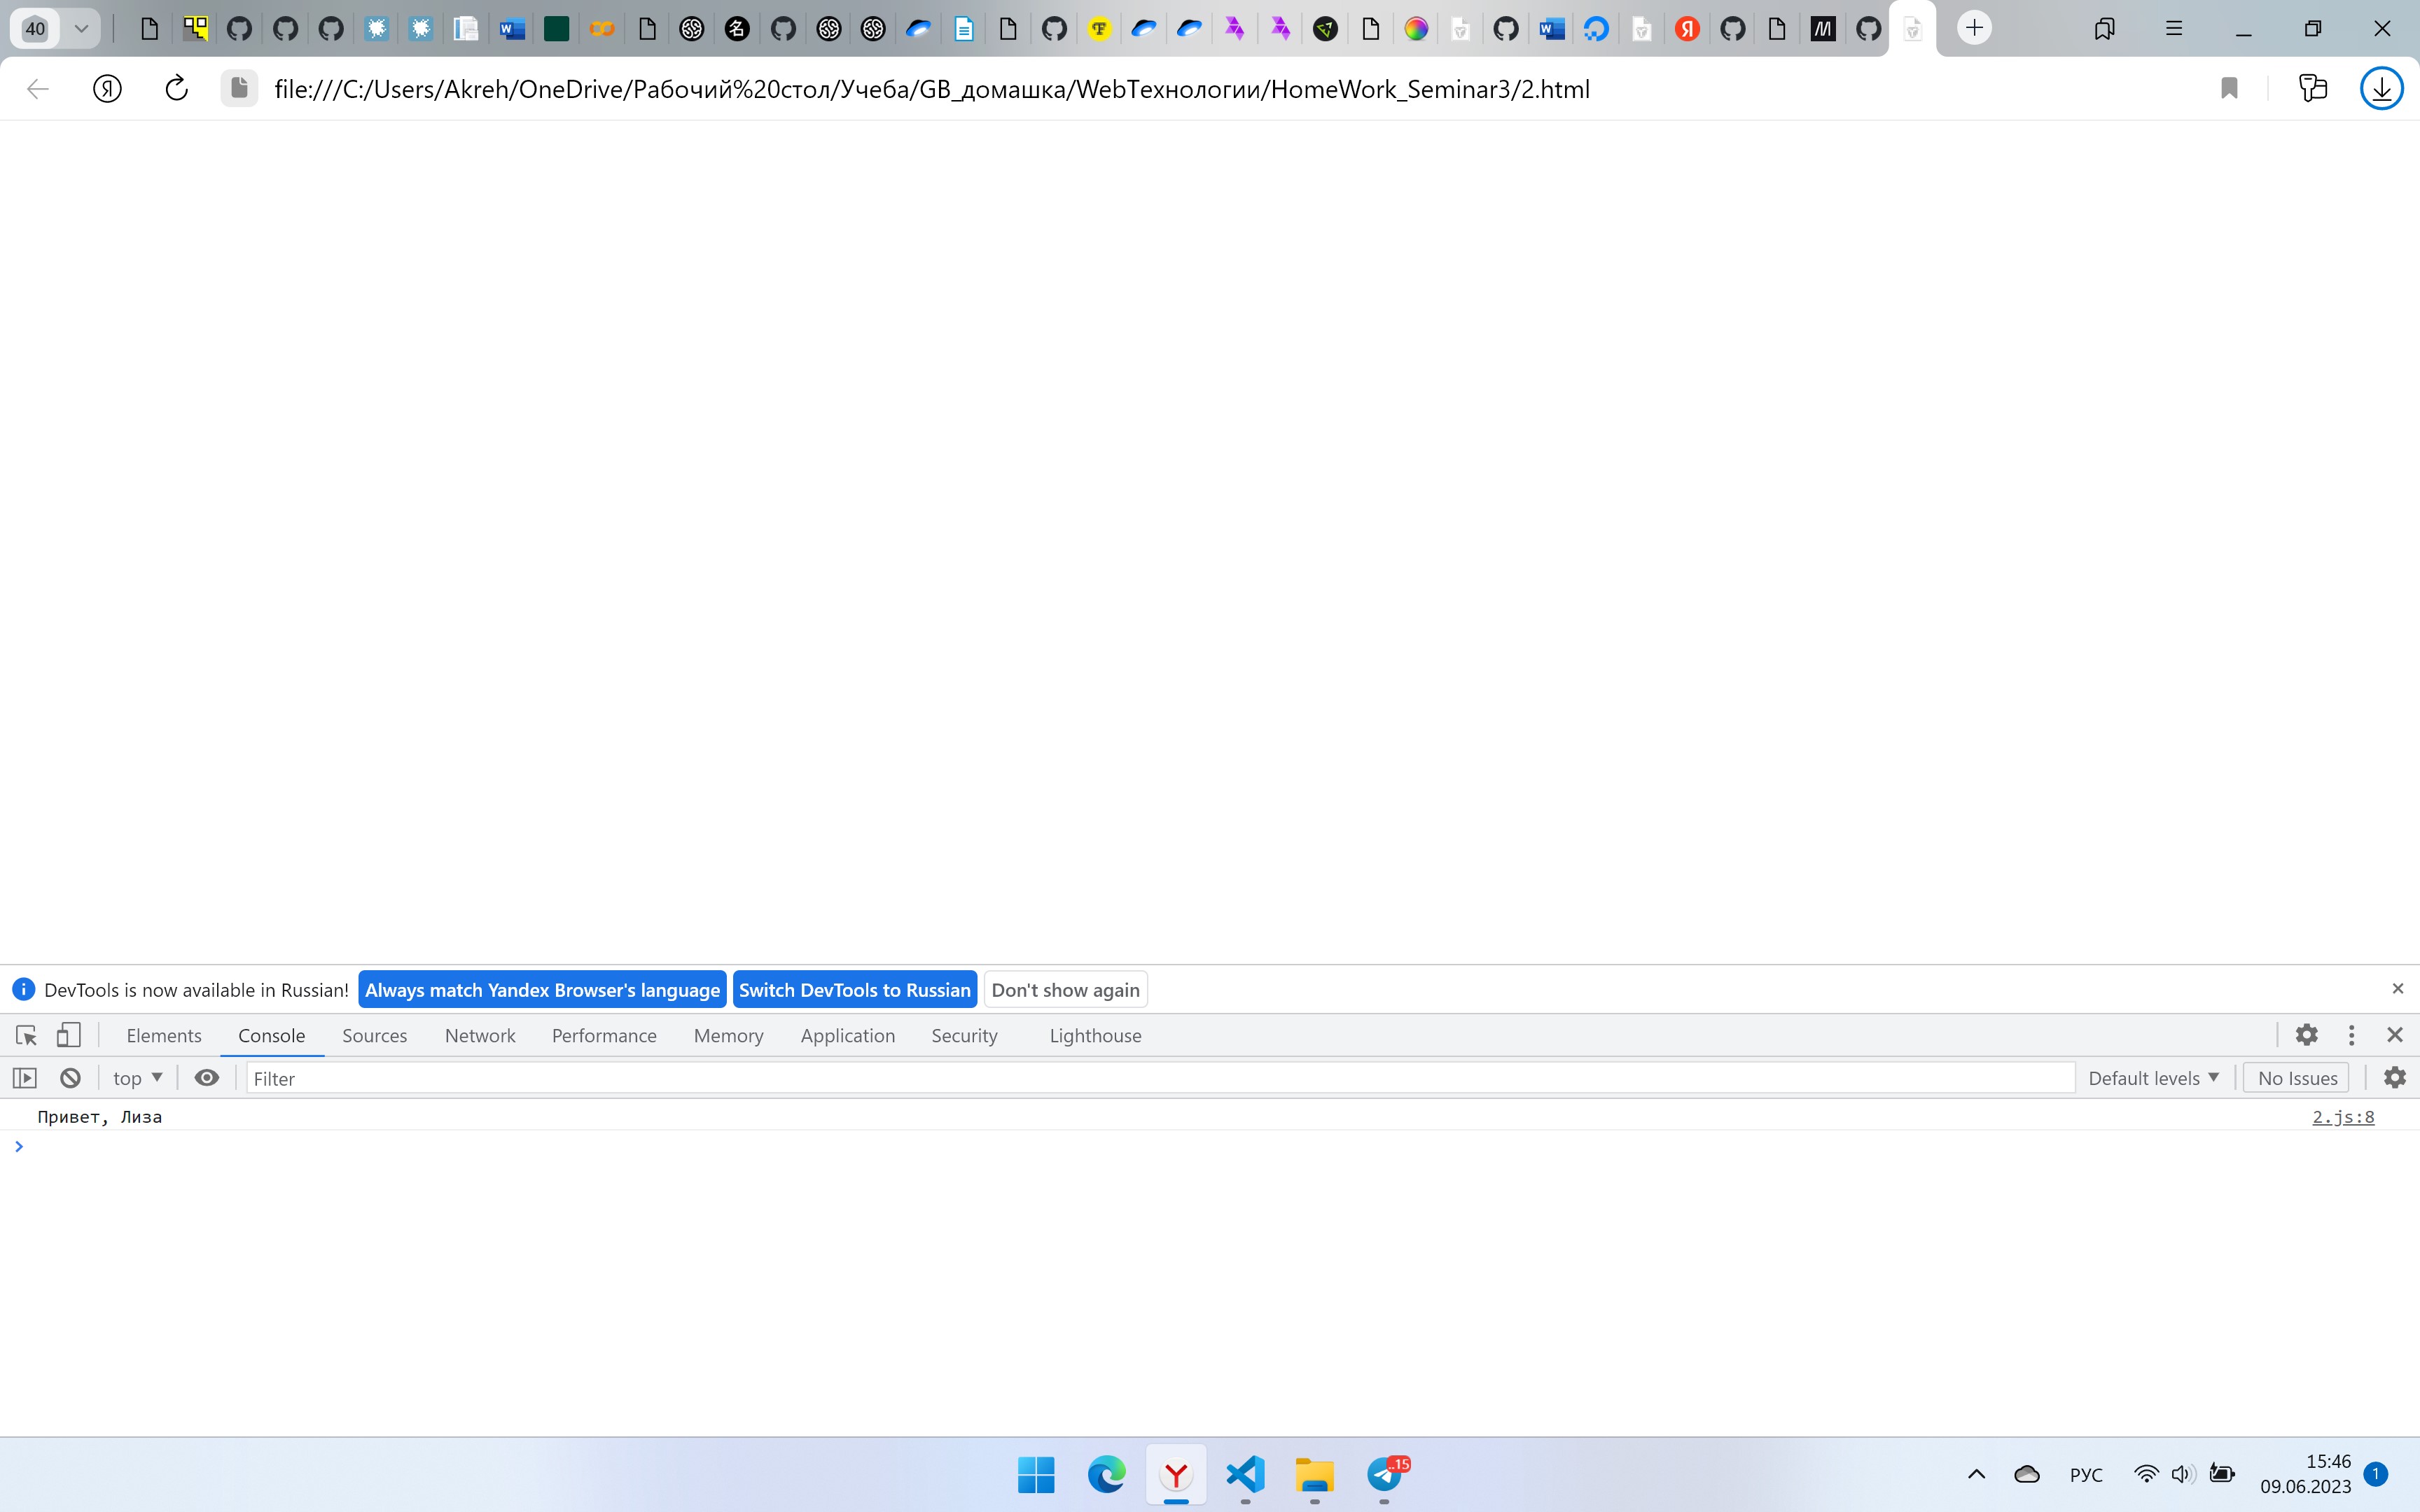 40
file:///C:/Users/Akreh/OneDrive/Рабочий%20стол/Учеба/GB_домашка/WebТехнологии/HomeWork_Seminar3/2.html
DevTools is now available in Russian! Always match Yandex Browser's language Switch DevTools to Russian Don't show again
Elements Console Sources Network Performance Memory Application Security Lighthouse
top Filter Default levels No Issues
Привет, Лиза 2.js:8
..15
РУС
15:46
09.06.2023
1